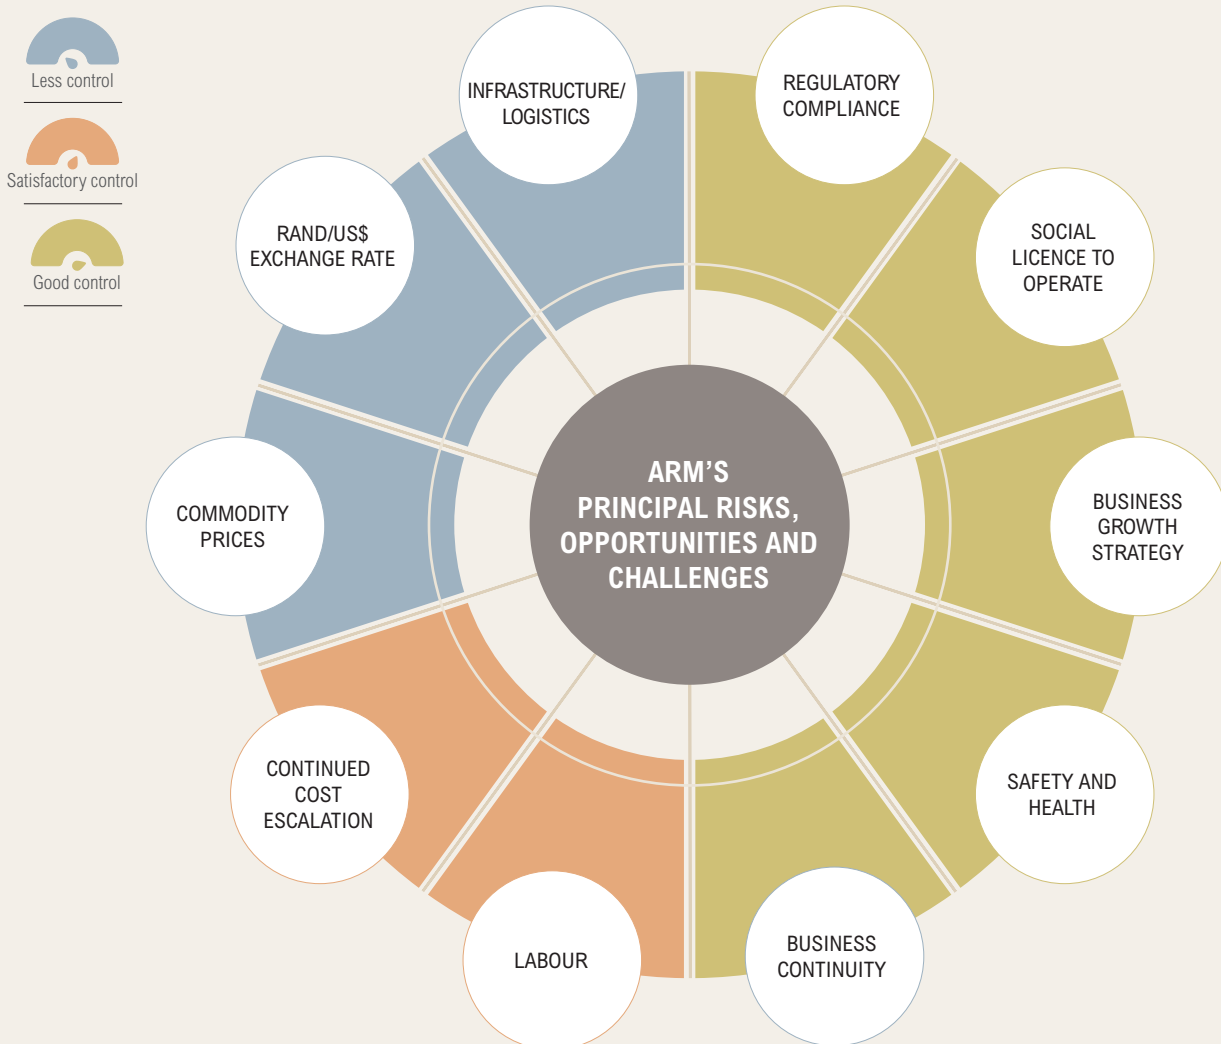 Less control
Satisfactory control
Good control
INFRASTRUCTURE/
LOGISTICS
REGULATORY
COMPLIANCE
RAND/US$
EXCHANGE RATE
SOCIAL
LICENCE TO
OPERATE
COMMODITY
PRICES
ARM’S
PRINCIPAL RISKS,
OPPORTUNITIES AND
CHALLENGES
BUSINESS
GROWTH
STRATEGY
CONTINUED
COST
ESCALATION
SAFETY AND
HEALTH
LABOUR
BUSINESS
CONTINUITY